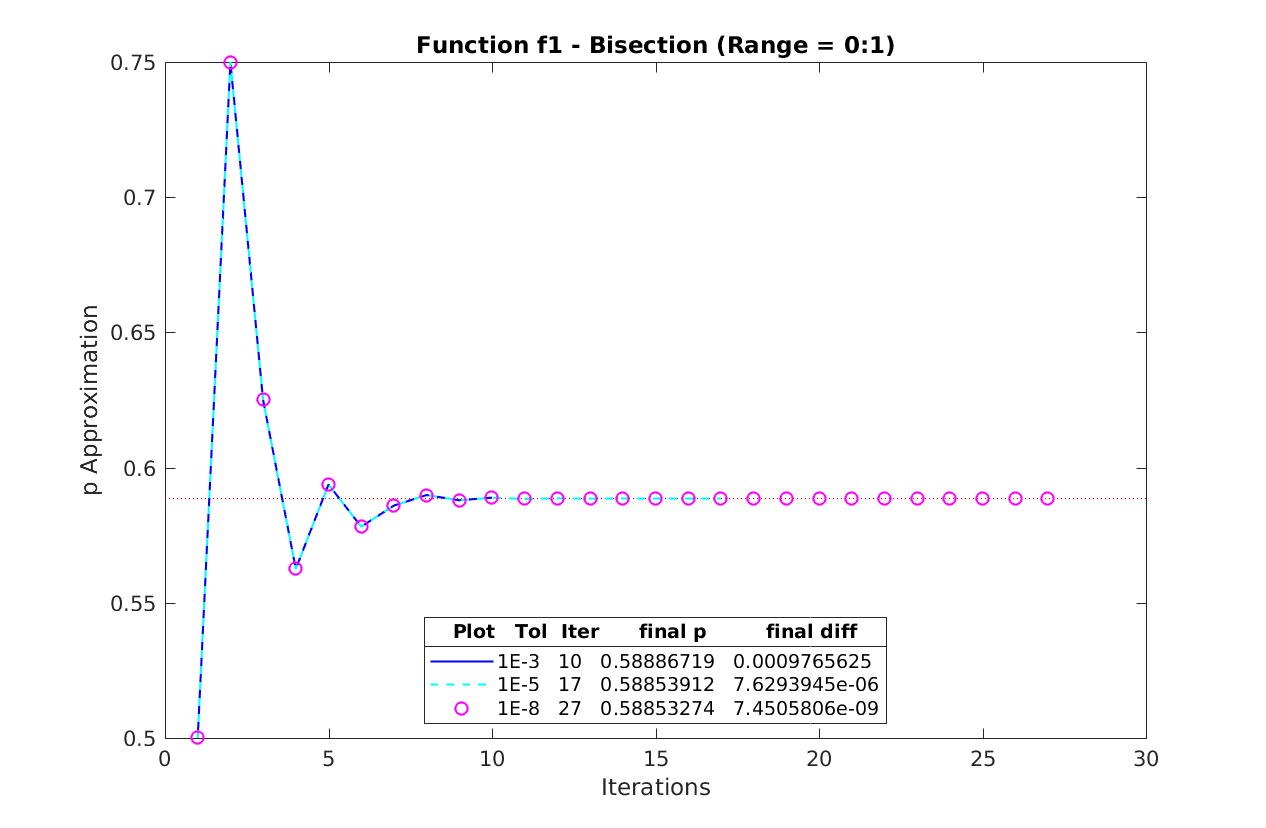 Function f1 - Bisection (Range = 0:1)
0.75
0.7
0.65
0.6
0.55
0.5
p Approximation
Plot Tol Iter final p final diff
1E-3 10 0.58886719 0.0009765625
1E-5 17 0.58853912 7.6293945e-06
1E-8 27 0.58853274 7.4505806e-09
0 5 10 15 20 25 30
Iterations